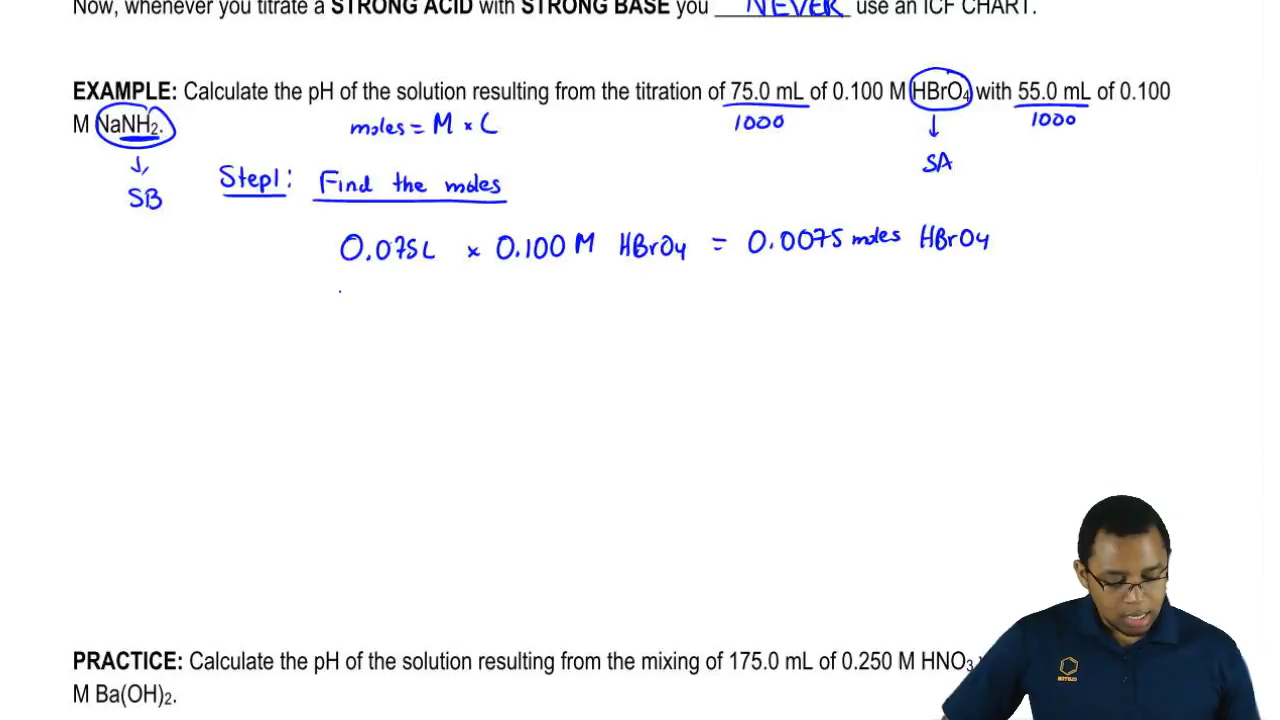 Now, whenever you titrate a STRONG ACID with STRONG BASE you NEVER use an ICF CHART.
EXAMPLE: Calculate the pH of the solution resulting from the titration of 75.0 mL of 0.100 M HBrO₄ with 55.0 mL of 0.100
M NaNH₂.
moles = M × L
1000
1000
SA
SB
Step1: Find the moles
0.075L × 0.100 M HBrO4 = 0.0075 moles HBrO4
PRACTICE: Calculate the pH of the solution resulting from the mixing of 175.0 mL of 0.250 M HNO₃
M Ba(OH)₂.